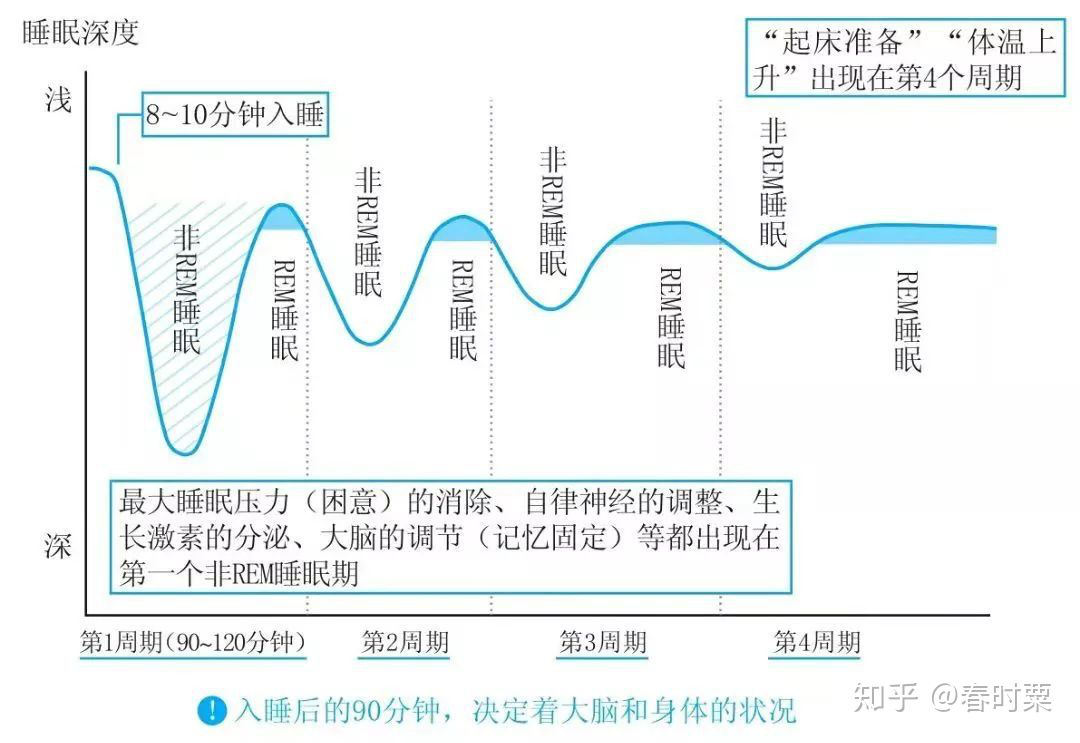 睡眠深度
浅
深
“起床准备”“体温上
升”出现在第4个周期
8~10分钟入睡
非REM睡眠
REM睡眠
非REM睡眠
REM睡眠
非REM睡眠
REM睡眠
非REM睡眠
REM睡眠
最大睡眠压力（困意）的消除、自律神经的调整、生
长激素的分泌、大脑的调节（记忆固定）等都出现在
第一个非REM睡眠期
第1周期(90~120分钟)
第2周期
第3周期
第4周期
! 入睡后的90分钟，决定着大脑和身体的状况
知乎 @春时粟